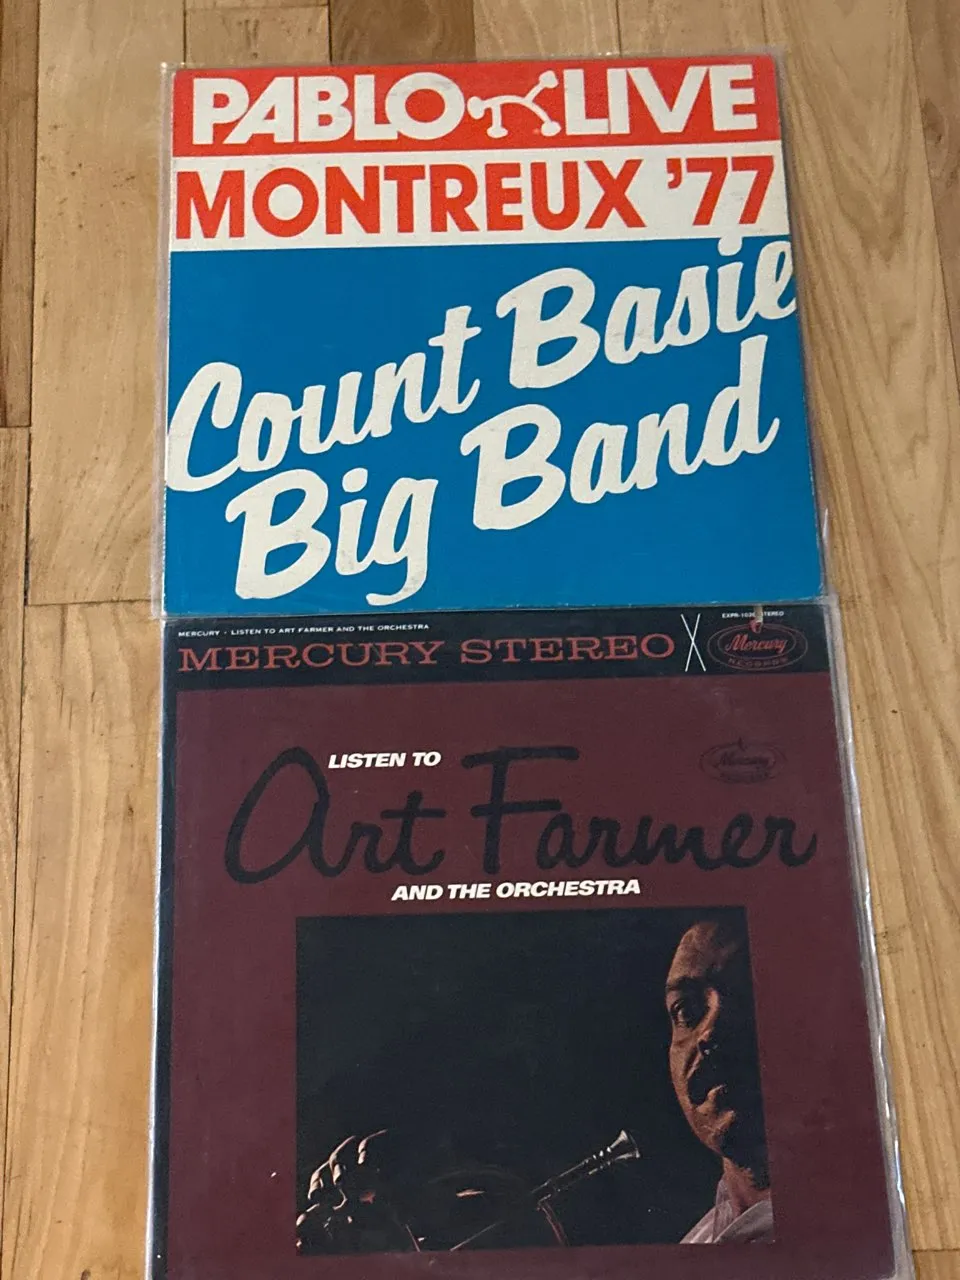 PABLO LIVE
MONTREUX '77
Count Basie
Big Band
MERCURY · LISTEN TO ART FARMER AND THE ORCHESTRA
MERCURY STEREO
STEREO
Mercury
RECORDS
LISTEN TO
Art Farmer
Mercury
AND THE ORCHESTRA